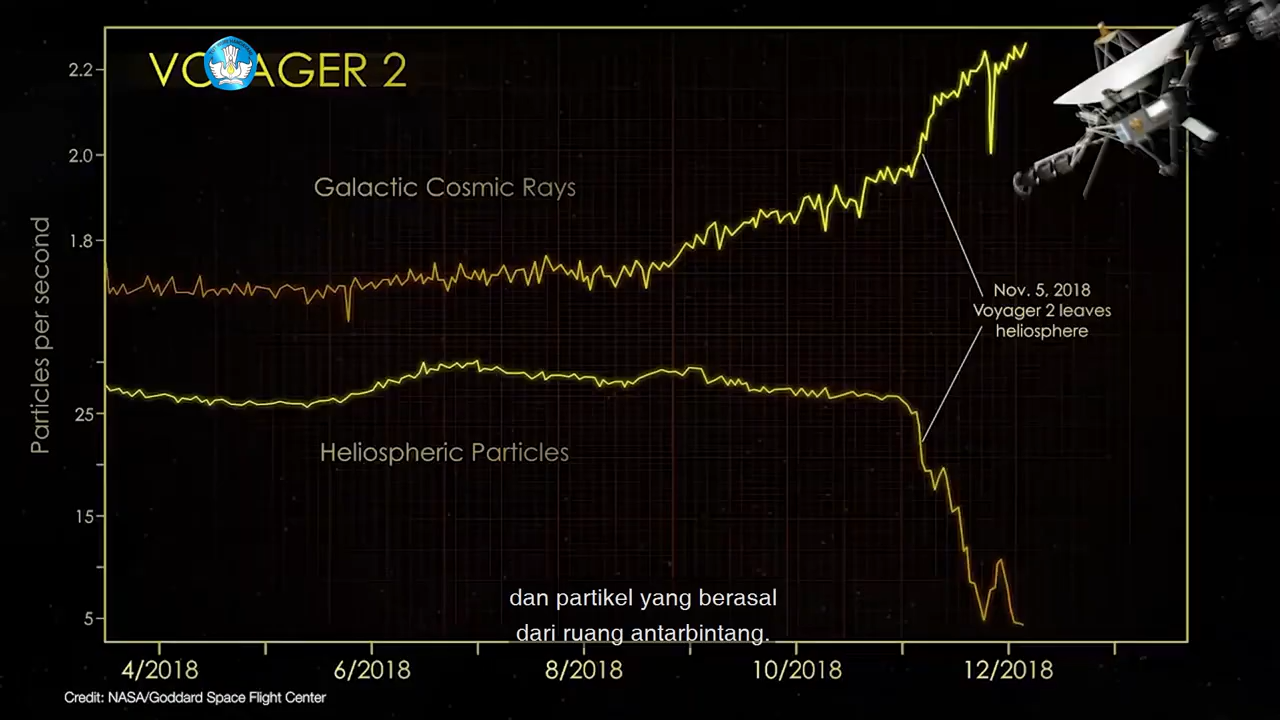 VOYAGER 2
2.2
2.0
Galactic Cosmic Rays
1.8
Particles per second
Nov. 5, 2018
Voyager 2 leaves
heliosphere
25
Heliospheric Particles
15
5
dan partikel yang berasal
dari ruang antarbintang.
4/2018 6/2018 8/2018 10/2018 12/2018
Credit: NASA/Goddard Space Flight Center